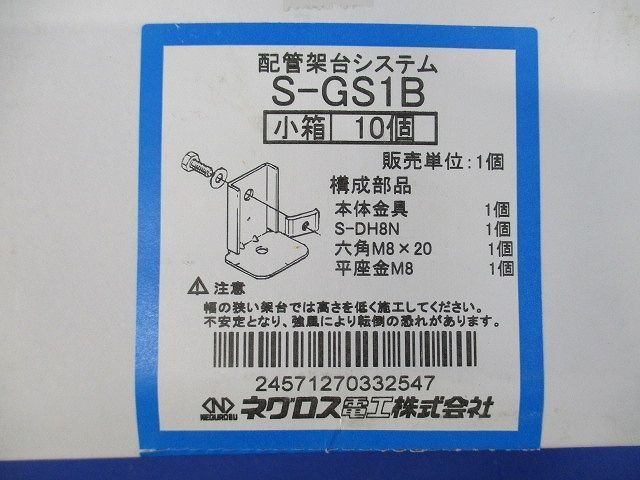 配管架台システム
S-GS1B
小箱 10個
販売単位:1個
構成部品
本体金具 1個
S-DH8N 1個
六角M8×20 1個
平座金M8 1個
⚠注意
幅の狭い架台では高さを低く施工してください。
不安定となり、強風により転倒の恐れがあります。
24571270332547
NEGUROSU ネグロス電工株式会社